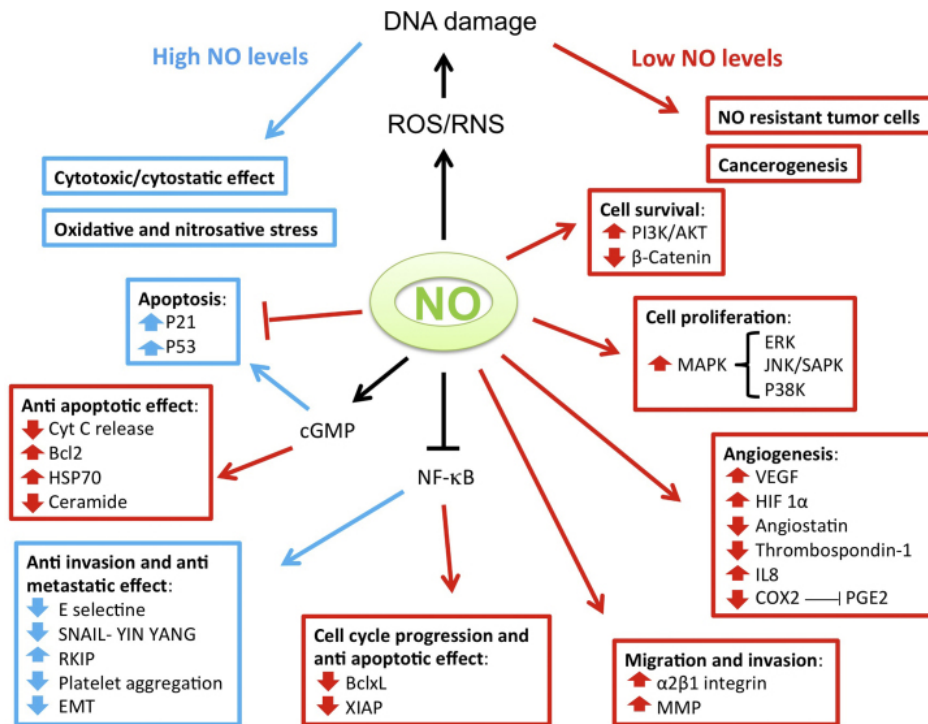 DNA damage
High NO levels
Low NO levels
ROS/RNS
NO resistant tumor cells
Cancerogenesis
Cytotoxic/cytostatic effect
Oxidative and nitrosative stress
Cell survival:
PI3K/AKT
β-Catenin
NO
Apoptosis:
P21
P53
Cell proliferation:
MAPK
ERK
JNK/SAPK
P38K
Anti apoptotic effect:
Cyt C release
Bcl2
HSP70
Ceramide
cGMP
NF-κB
Angiogenesis:
VEGF
HIF 1α
Angiostatin
Thrombospondin-1
IL8
COX2 PGE2
Anti invasion and anti
metastatic effect:
E selectine
SNAIL- YIN YANG
RKIP
Platelet aggregation
EMT
Cell cycle progression and
anti apoptotic effect:
BclxL
XIAP
Migration and invasion:
α2β1 integrin
MMP